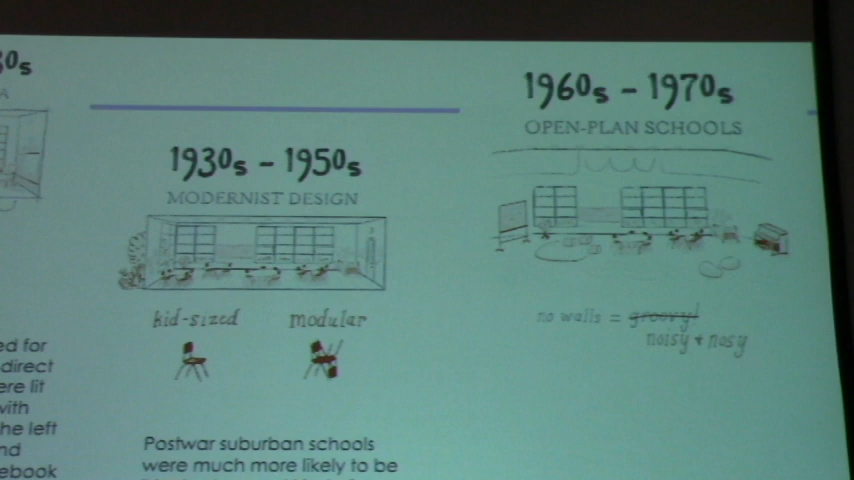 0s
A
ed for
direct
ere lit
with
he left
nd
ebook
1930s – 1950s
MODERNIST DESIGN
kid-sized
modular
Postwar suburban schools
were much more likely to be
1960s – 1970s
OPEN-PLAN SCHOOLS
no walls = groovy!
noisy + nosy